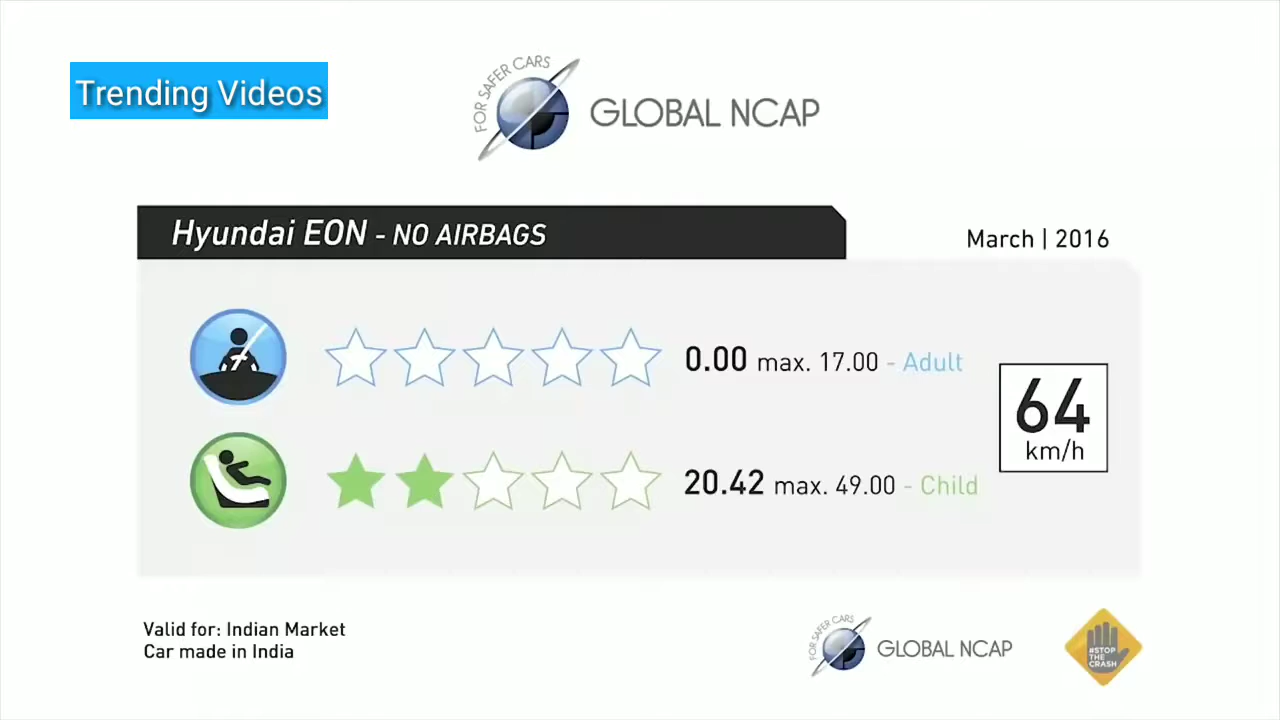 Trending Videos
FOR SAFER CARS
GLOBAL NCAP
Hyundai EON - NO AIRBAGS
March | 2016
0.00 max. 17.00 - Adult
20.42 max. 49.00 - Child
64
km/h
Valid for: Indian Market
Car made in India
FOR SAFER CARS
GLOBAL NCAP
#STOP
THE
CRASH